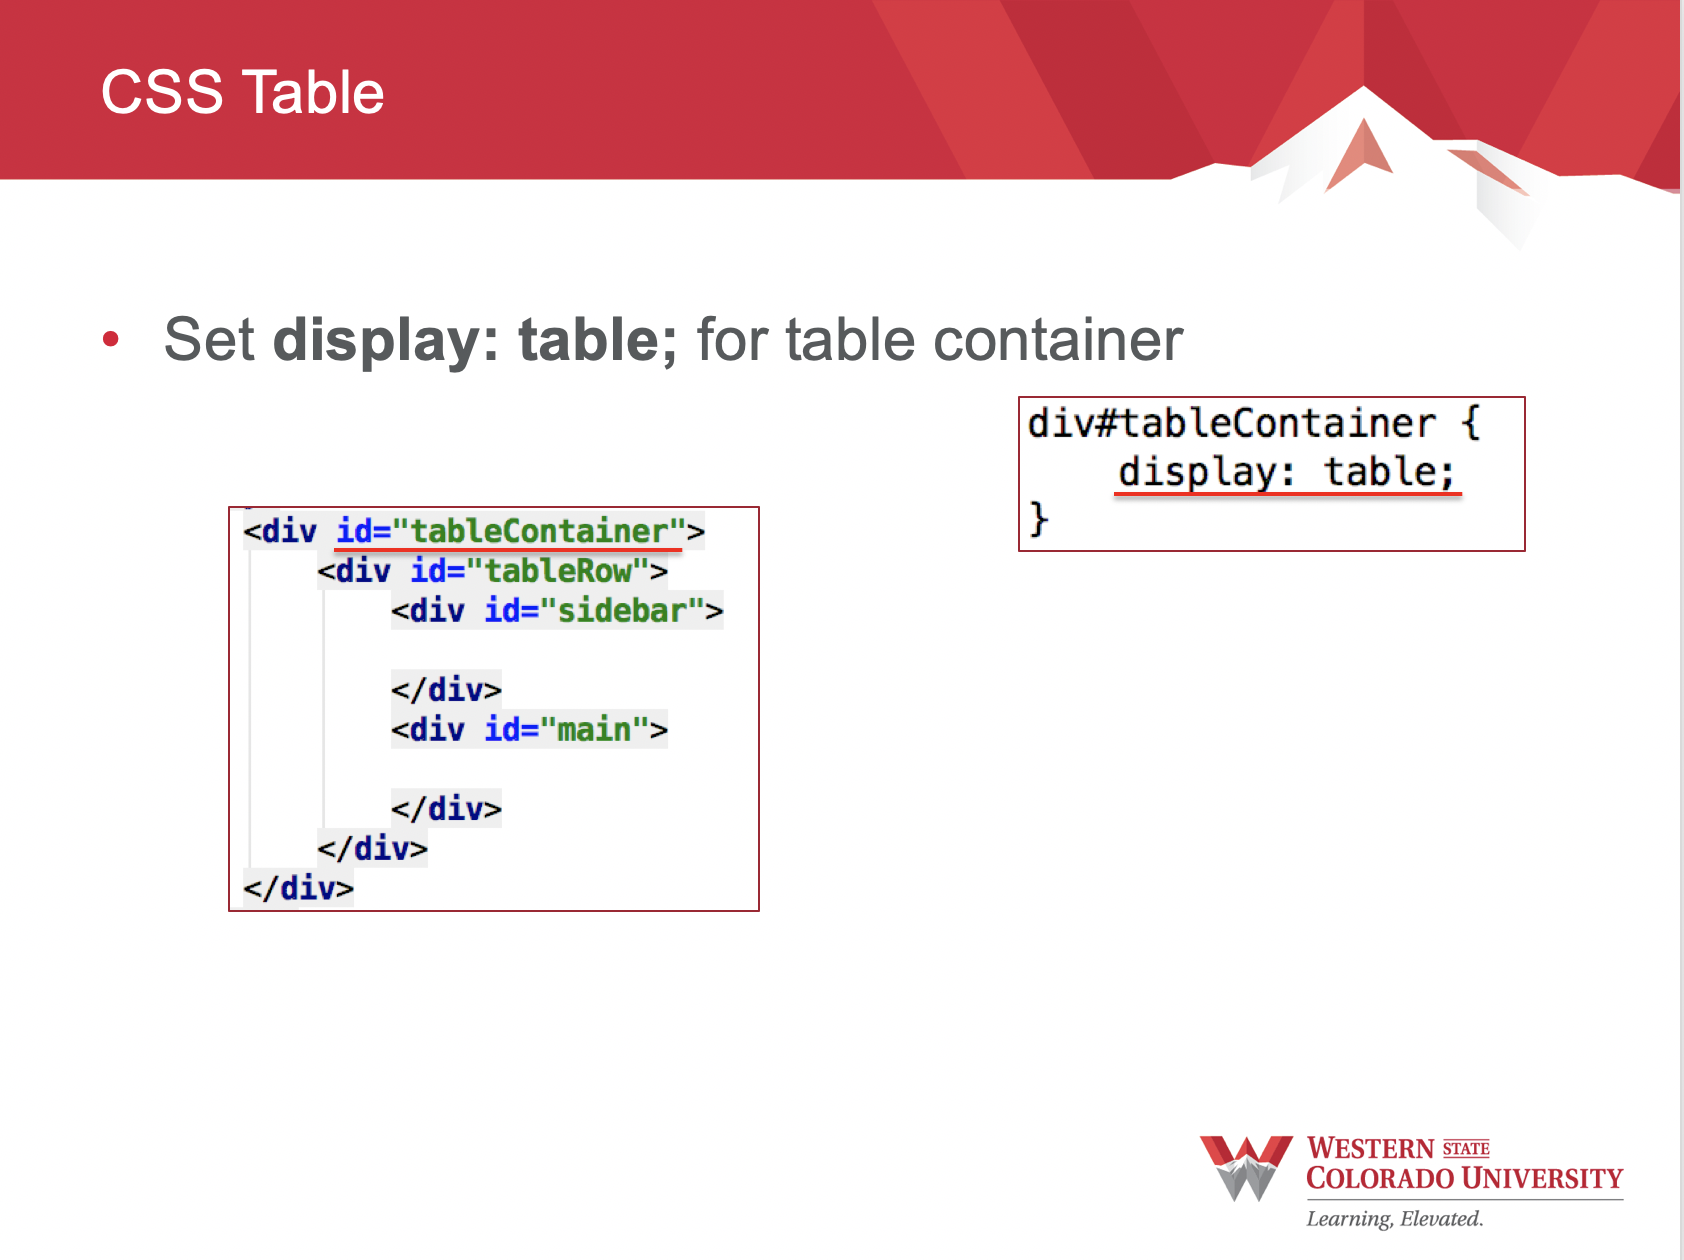 CSS Table
• Set display: table; for table container
div#tableContainer {
    display: table;
}
<div id="tableContainer">
    <div id="tableRow">
        <div id="sidebar">

        </div>
        <div id="main">

        </div>
    </div>
</div>
WESTERN STATE
COLORADO UNIVERSITY
Learning, Elevated.